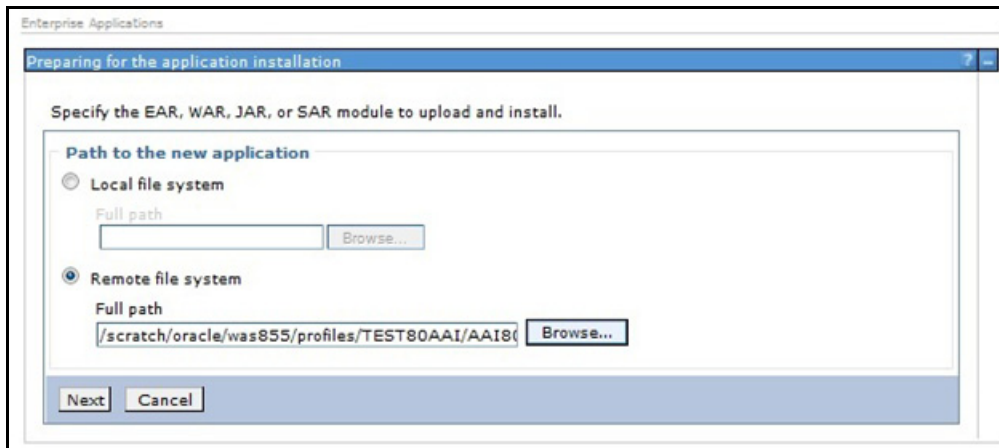 Enterprise Applications
Preparing for the application installation ? –
Specify the EAR, WAR, JAR, or SAR module to upload and install.
Path to the new application
Local file system
Full path
Browse...
Remote file system
Full path
/scratch/oracle/was855/profiles/TEST80AAI/AAI8
Browse...
Next Cancel